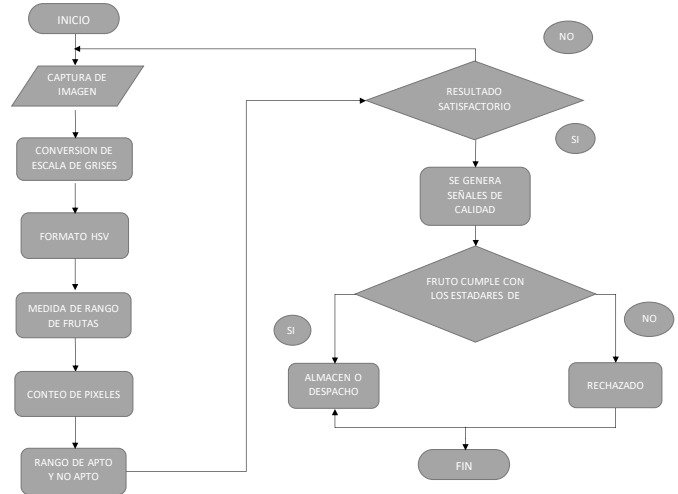 INICIO
CAPTURA DE
IMAGEN
CONVERSION DE
ESCALA DE GRISES
FORMATO HSV
MEDIDA DE RANGO
DE FRUTAS
CONTEO DE PIXELES
RANGO DE APTO
Y NO APTO
NO
RESULTADO
SATISFACTORIO
SI
SE GENERA
SEÑALES DE
CALIDAD
FRUTO CUMPLE CON
LOS ESTADARES DE
SI
NO
ALMACEN O
DESPACHO
RECHAZADO
FIN